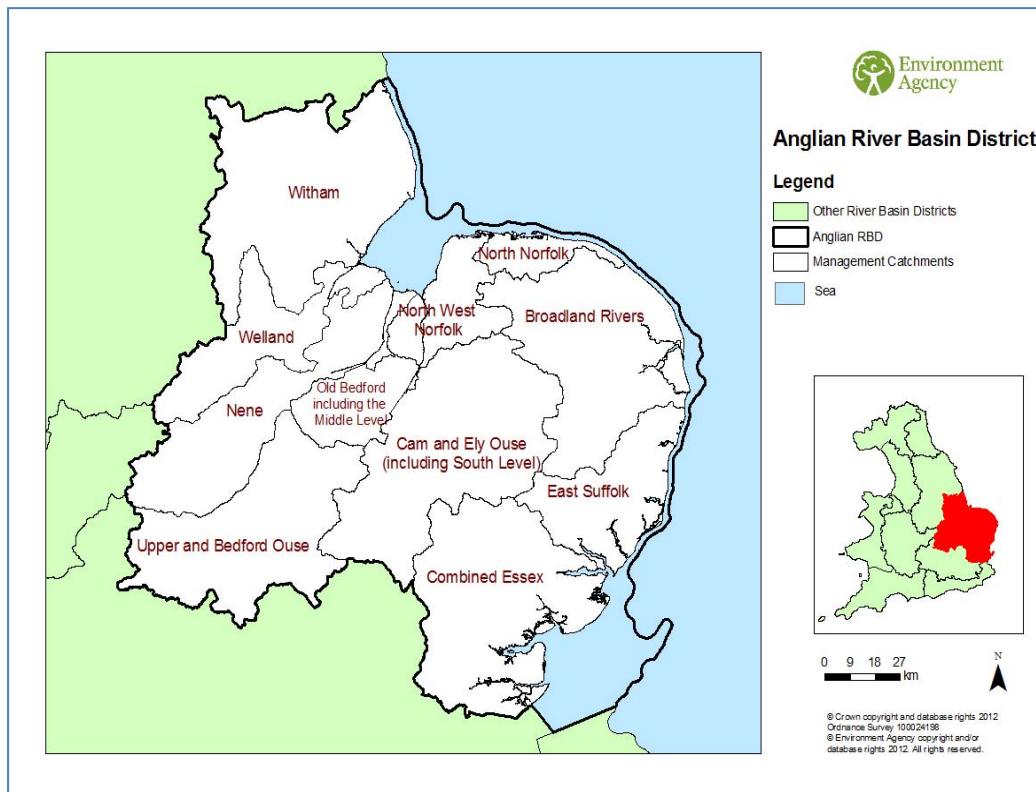 Environment
Agency
Anglian River Basin District
Legend
Other River Basin Districts
Anglian RBD
Management Catchments
Sea
Witham
North Norfolk
North West
Norfolk
Broadland Rivers
Welland
Old Bedford
including the
Middle Level
Nene
Cam and Ely Ouse
(including South Level)
East Suffolk
Upper and Bedford Ouse
Combined Essex
0 9 18 27
km
N
© Crown copyright and database rights 2012
Ordnance Survey 100024198
© Environment Agency copyright and/or
database rights 2012. All rights reserved.